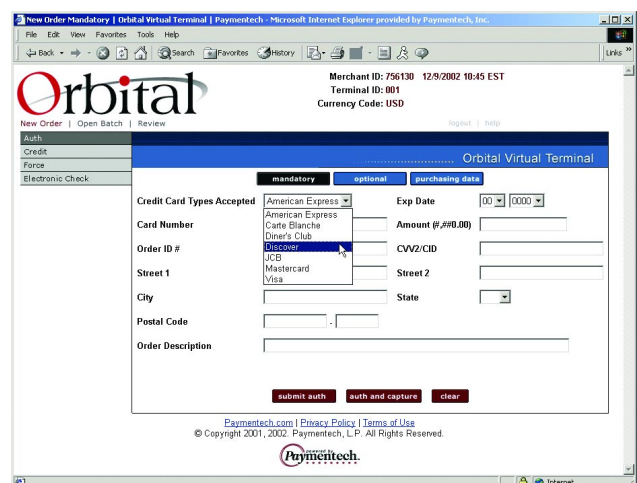 New Order Mandatory | Orbital Virtual Terminal | Paymentech - Microsoft Internet Explorer provided by Paymentech, Inc.
File Edit View Favorites Tools Help
Back Search Favorites History Links »
Orbital
Merchant ID: 756130 12/9/2002 10:45 EST
Terminal ID: 001
Currency Code: USD
New Order | Open Batch | Review logout | help
Auth
Credit
Force
Electronic Check
Orbital Virtual Terminal
mandatory optional purchasing data
Credit Card Types Accepted American Express Exp Date 00 0000
American Express
Carte Blanche
Diner's Club
Discover
JCB
Mastercard
Visa
Card Number Amount (#,##0.00)
Order ID # CVV2/CID
Street 1 Street 2
City State
Postal Code -
Order Description
submit auth auth and capture clear
Paymentech.com | Privacy Policy | Terms of Use
© Copyright 2001, 2002. Paymentech, L.P. All Rights Reserved.
powered by
Paymentech.
Internet